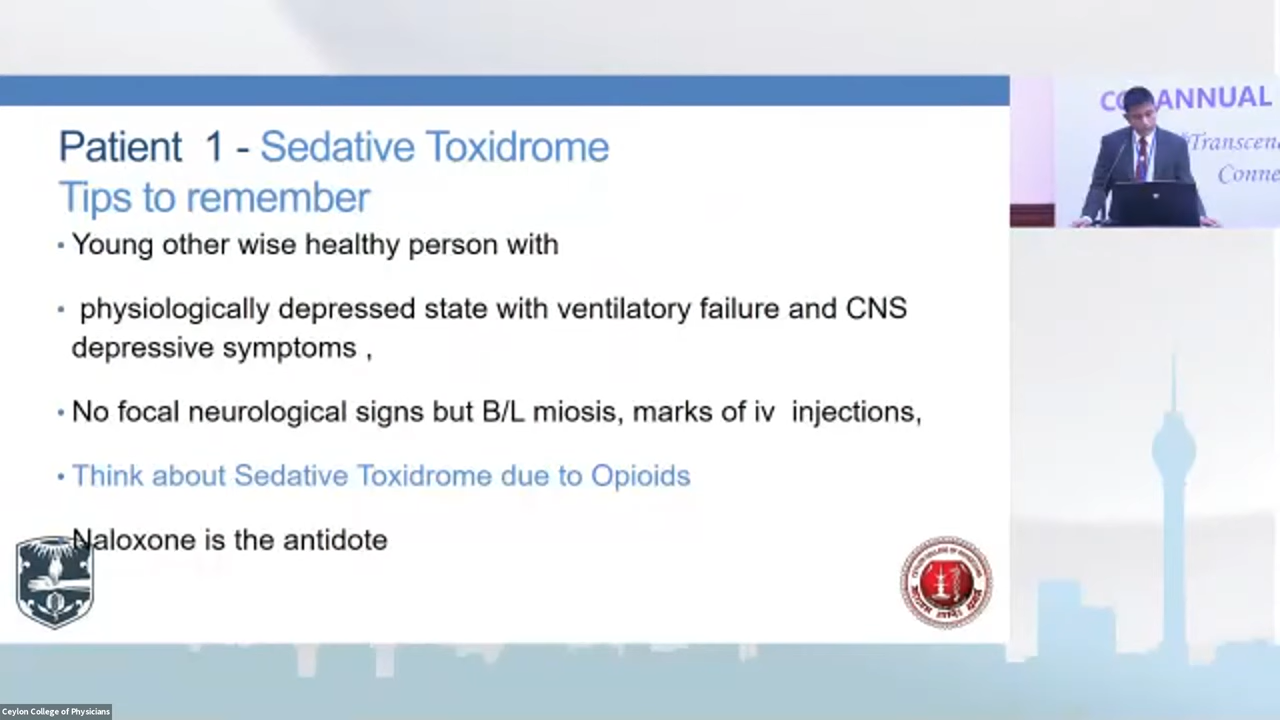 Patient 1 - Sedative Toxidrome
Tips to remember
• Young other wise healthy person with
• physiologically depressed state with ventilatory failure and CNS
depressive symptoms ,
• No focal neurological signs but B/L miosis, marks of iv injections,
• Think about Sedative Toxidrome due to Opioids
Naloxone is the antidote
ANNUAL
Ceylon College of Physicians